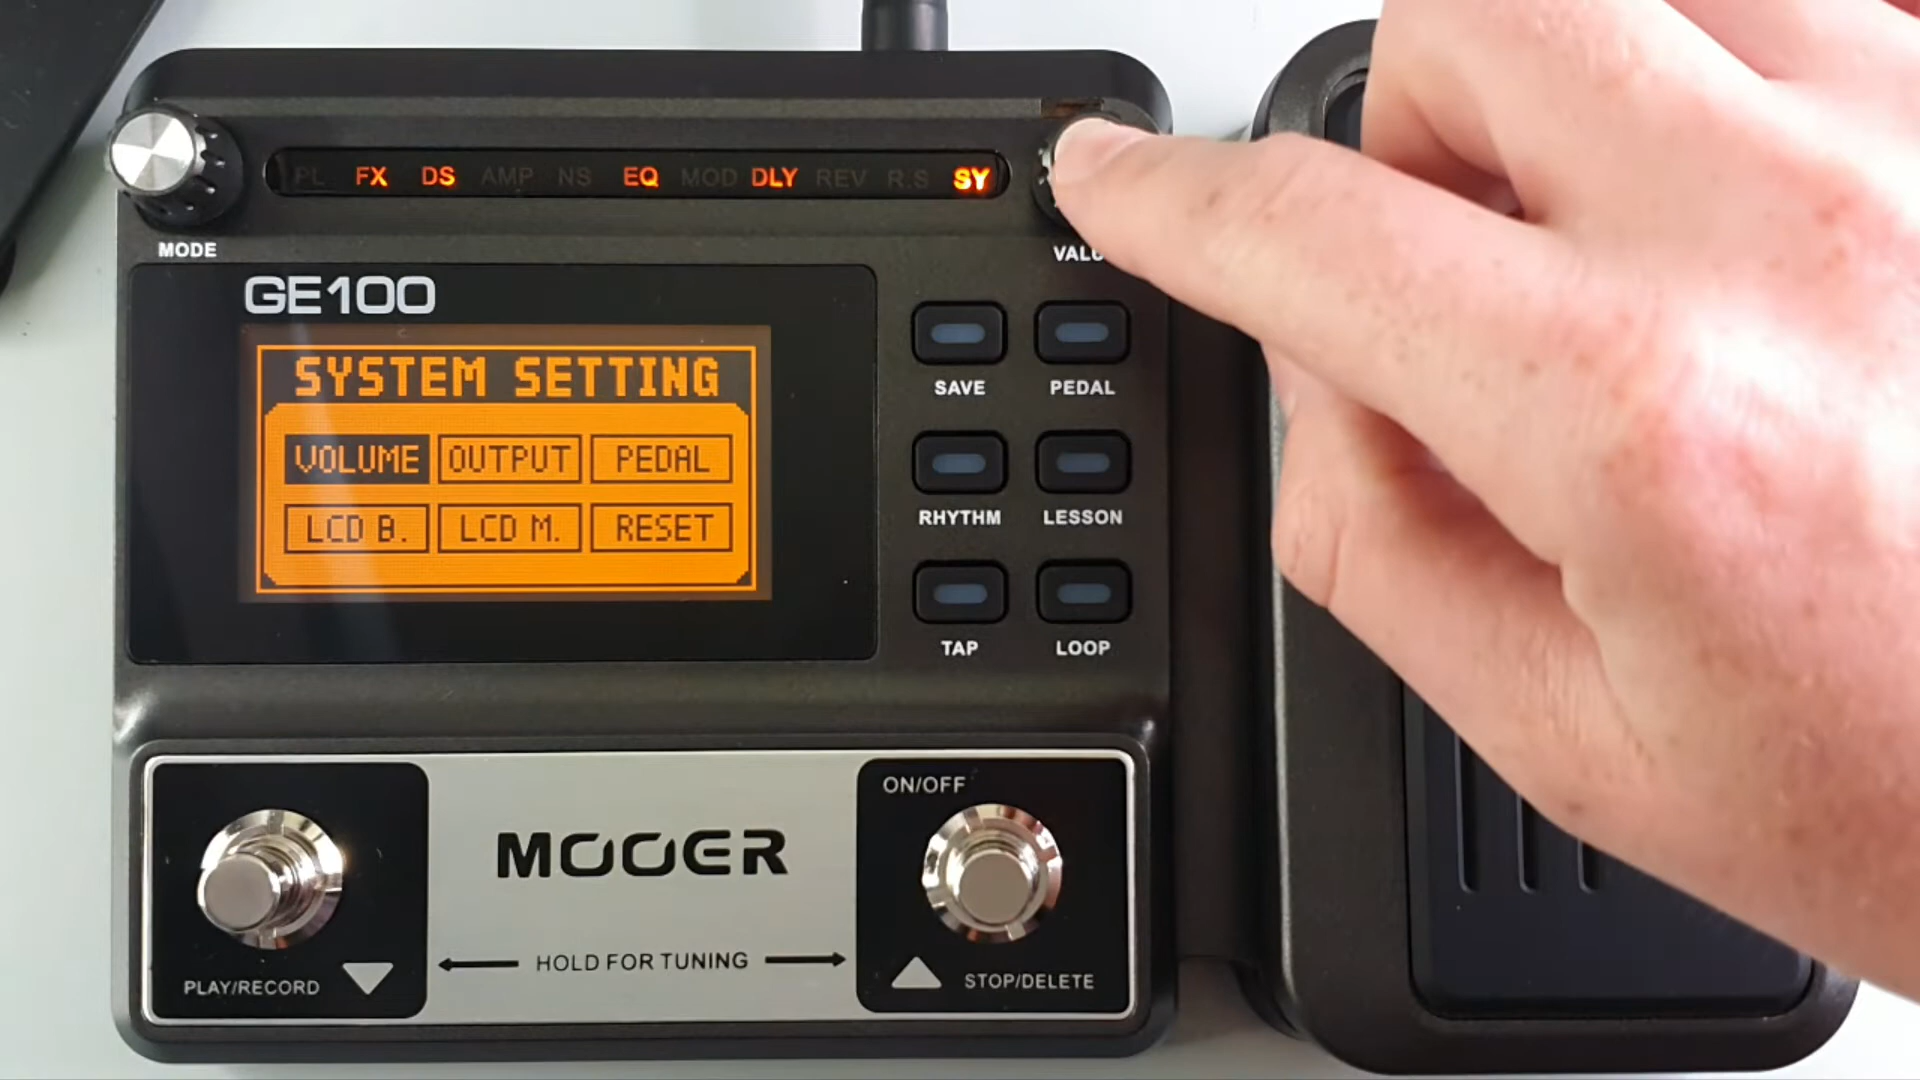 PL FX DS AMP NS EQ MOD DLY REV R.S SY
MODE
VALU
GE100
SYSTEM SETTING
VOLUME OUTPUT PEDAL
LCD B. LCD M. RESET
SAVE PEDAL
RHYTHM LESSON
TAP LOOP
ON/OFF
MOOER
HOLD FOR TUNING
PLAY/RECORD
STOP/DELETE